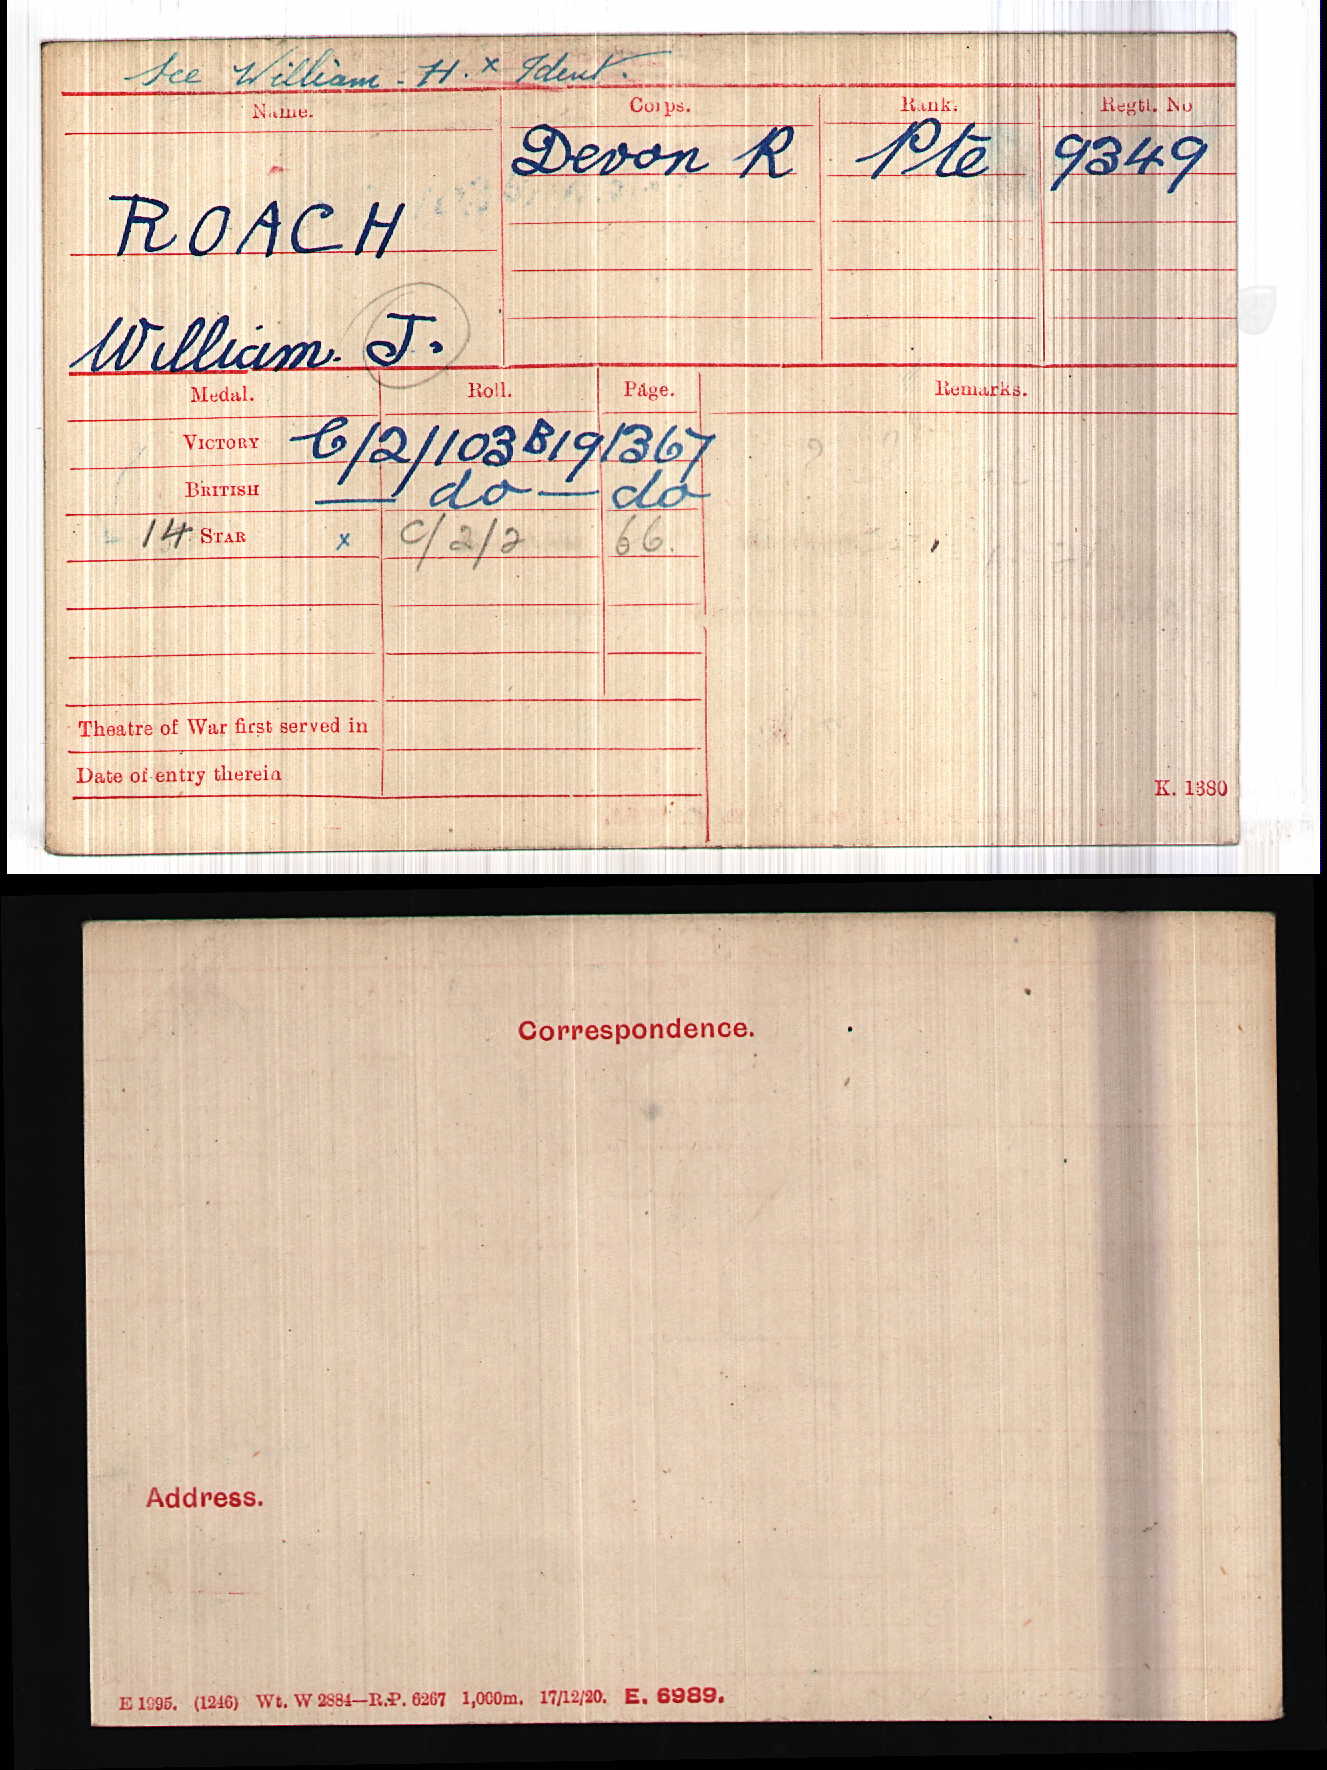 See William. H. x Ident.
Name. Corps. Rank. Regtl. No
Devon R Pte 9349
ROACH
William. J.
Medal. Roll. Page. Remarks.
VICTORY C/2/103B19 1367
BRITISH — do — do
14 STAR x C/2/2 66.
Theatre of War first served in
Date of entry therein
K. 1380
Correspondence.
Address.
E 1995. (1246) Wt. W 2884—R.P. 6267 1,000m. 17/12/20. E. 6989.